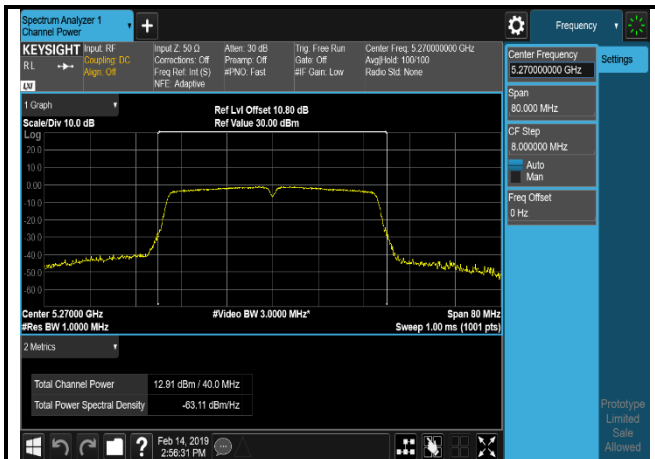 Spectrum Analyzer 1
Channel Power
+
Frequency
KEYSIGHT
RL
LXI
Input: RF
Coupling: DC
Align: Off
Input Z: 50 Ω
Corrections: Off
Freq Ref: Int (S)
NFE: Adaptive
Atten: 30 dB
Preamp: Off
#PNO: Fast
Trig: Free Run
Gate: Off
#IF Gain: Low
Center Freq: 5.270000000 GHz
Avg|Hold: 100/100
Radio Std: None
Center Frequency
5.270000000 GHz
Settings
Span
80.000 MHz
CF Step
8.000000 MHz
Auto
Man
Freq Offset
0 Hz
1 Graph
Scale/Div 10.0 dB
Ref Lvl Offset 10.80 dB
Ref Value 30.00 dBm
Log
20.0
10.0
0.00
-10.0
-20.0
-30.0
-40.0
-50.0
-60.0
Center 5.27000 GHz
#Res BW 1.0000 MHz
#Video BW 3.0000 MHz*
Span 80 MHz
Sweep 1.00 ms (1001 pts)
2 Metrics
Total Channel Power 12.91 dBm / 40.0 MHz
Total Power Spectral Density -63.11 dBm/Hz
Prototype
Limited
Sale
Allowed
?
Feb 14, 2019
2:56:31 PM